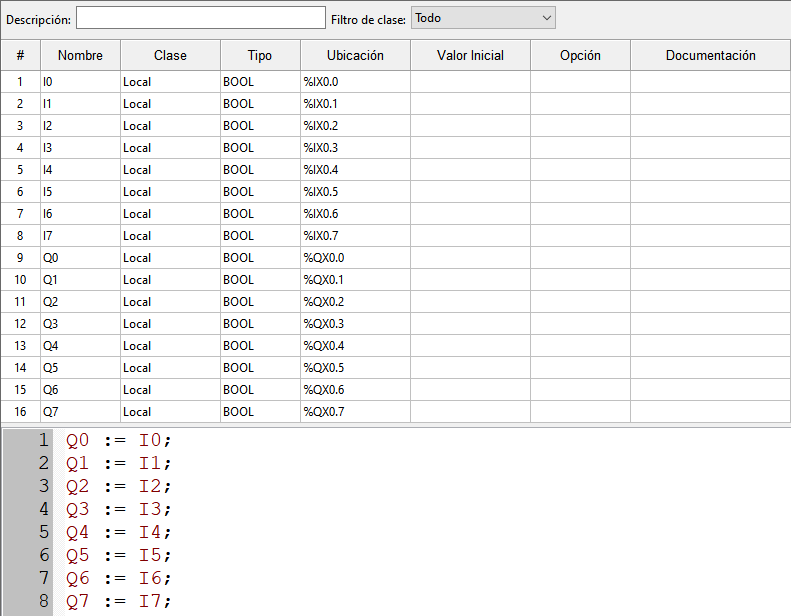 Descripción: Filtro de clase: Todo
# Nombre Clase Tipo Ubicación Valor Inicial Opción Documentación
1 I0 Local BOOL %IX0.0
2 I1 Local BOOL %IX0.1
3 I2 Local BOOL %IX0.2
4 I3 Local BOOL %IX0.3
5 I4 Local BOOL %IX0.4
6 I5 Local BOOL %IX0.5
7 I6 Local BOOL %IX0.6
8 I7 Local BOOL %IX0.7
9 Q0 Local BOOL %QX0.0
10 Q1 Local BOOL %QX0.1
11 Q2 Local BOOL %QX0.2
12 Q3 Local BOOL %QX0.3
13 Q4 Local BOOL %QX0.4
14 Q5 Local BOOL %QX0.5
15 Q6 Local BOOL %QX0.6
16 Q7 Local BOOL %QX0.7
1 Q0 := I0;
2 Q1 := I1;
3 Q2 := I2;
4 Q3 := I3;
5 Q4 := I4;
6 Q5 := I5;
7 Q6 := I6;
8 Q7 := I7;